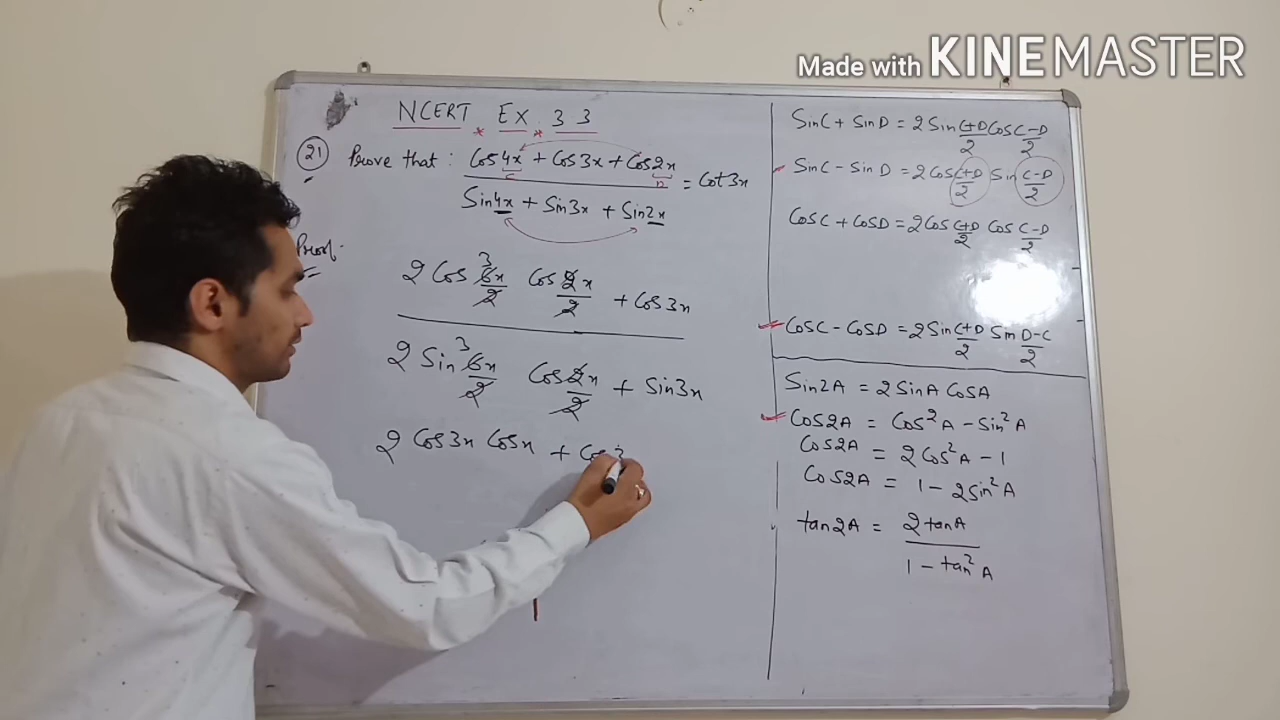 Made with KINEMASTER
NCERT EX 3.3
(21) Prove that : (Cos4x + Cos3x + Cos2x) / (Sin4x + Sin3x + Sin2x) = Cot3x
C D
Proof:-
3
2 Cos 6x/2 Cos 2x/2 + Cos3x
3
2 Sin 6x/2 Cos 2x/2 + Sin3x
2 Cos3x Cosx + Cos3
SinC + SinD = 2 Sin C+D/2 Cos C-D/2
SinC - SinD = 2 Cos C+D/2 Sin C-D/2
CosC + CosD = 2 Cos C+D/2 Cos C-D/2
CosC - CosD = 2 Sin C+D/2 Sin D-C/2
Sin2A = 2 SinA CosA
Cos2A = Cos²A - Sin²A
Cos2A = 2Cos²A - 1
Cos2A = 1 - 2Sin²A
tan2A = 2tanA / 1 - tan²A